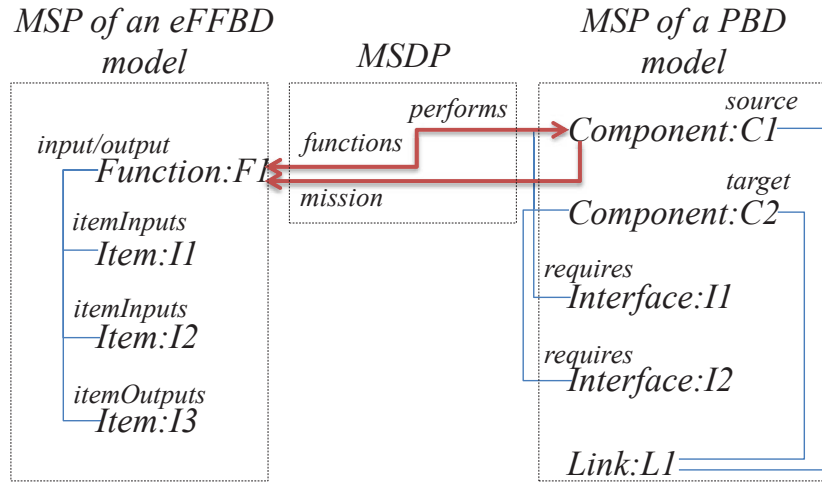 MSP of an eFFBD
model
input/output
Function:F1
itemInputs
Item:I1
itemInputs
Item:I2
itemOutputs
Item:I3
MSDP
performs
functions
mission
MSP of a PBD
model
source
Component:C1
target
Component:C2
requires
Interface:I1
requires
Interface:I2
Link:L1